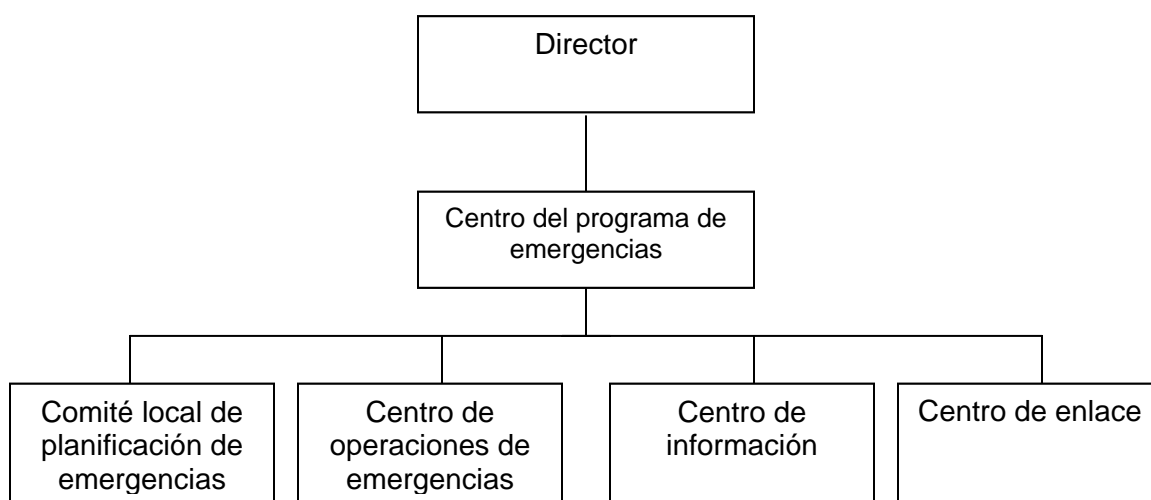 Director
Centro del programa de
emergencias
Comité local de
planificación de
emergencias
Centro de
operaciones de
emergencias
Centro de
información
Centro de enlace